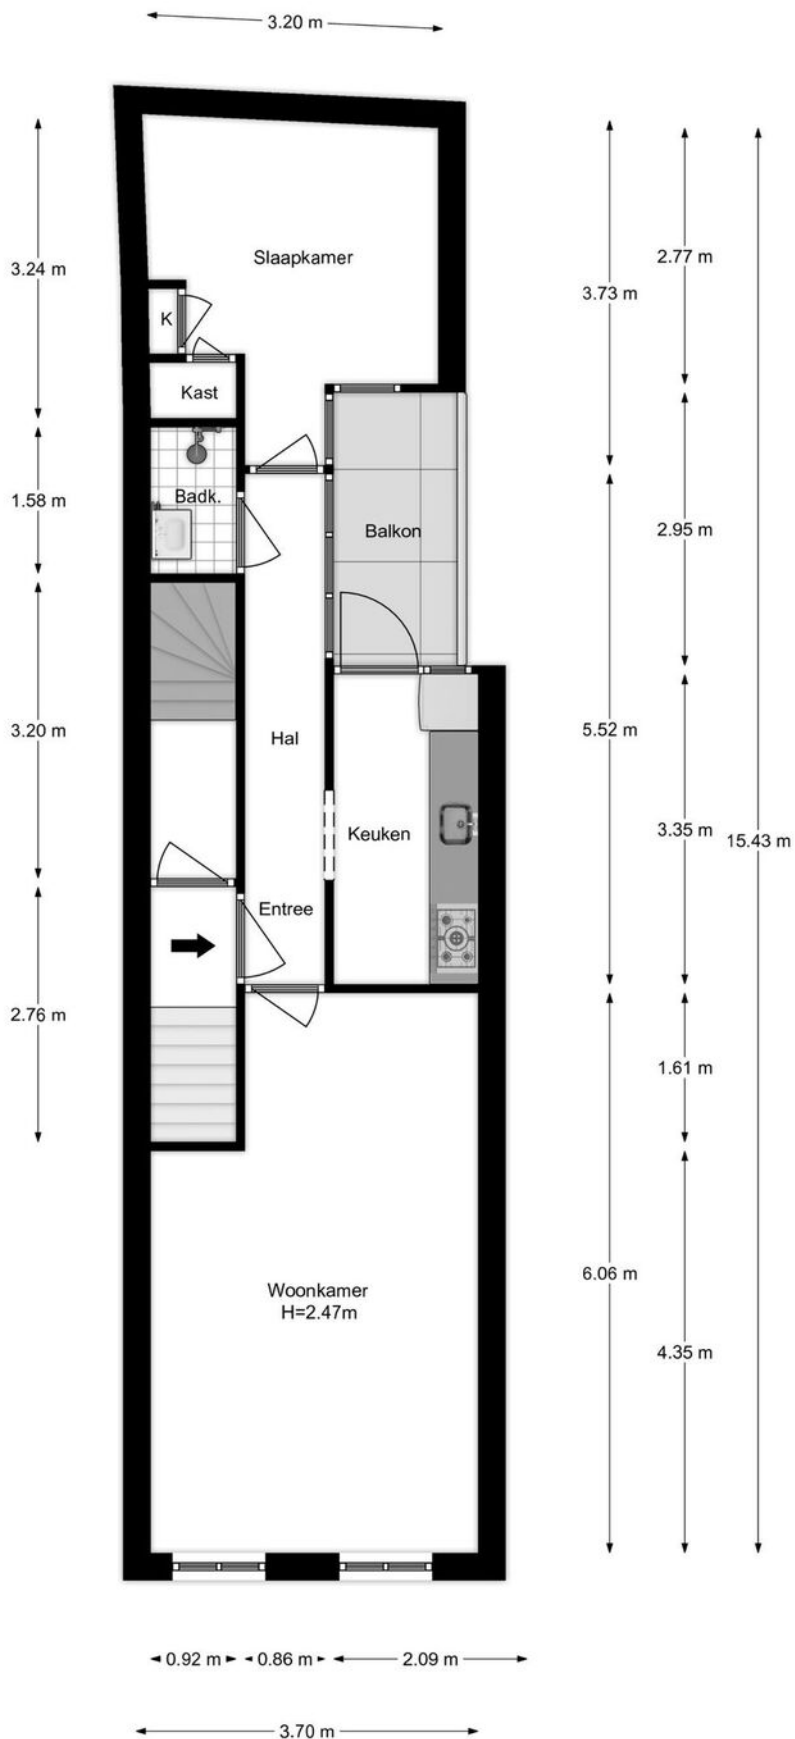 3.20 m
3.24 m
Slaapkamer
2.77 m
3.73 m
K
Kast
1.58 m
Badk.
Balkon
2.95 m
3.20 m
Hal
5.52 m
Keuken
3.35 m
15.43 m
Entree
2.76 m
1.61 m
6.06 m
Woonkamer
H=2.47m
4.35 m
0.92 m
0.86 m
2.09 m
3.70 m